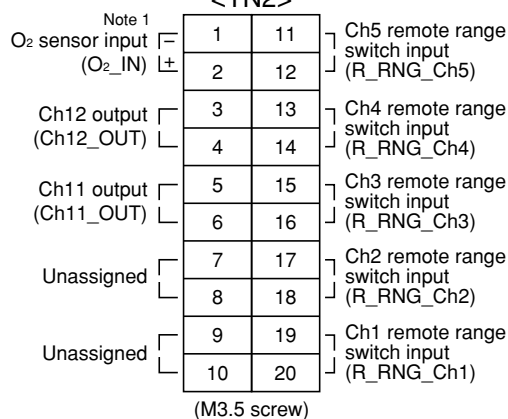 <TN2>
Note 1
O₂ sensor input –
(O₂_IN) +
1 11
2 12
Ch5 remote range
switch input
(R_RNG_Ch5)
Ch12 output
(Ch12_OUT)
3 13
4 14
Ch4 remote range
switch input
(R_RNG_Ch4)
Ch11 output
(Ch11_OUT)
5 15
6 16
Ch3 remote range
switch input
(R_RNG_Ch3)
Unassigned
7 17
8 18
Ch2 remote range
switch input
(R_RNG_Ch2)
Unassigned
9 19
10 20
Ch1 remote range
switch input
(R_RNG_Ch1)
(M3.5 screw)